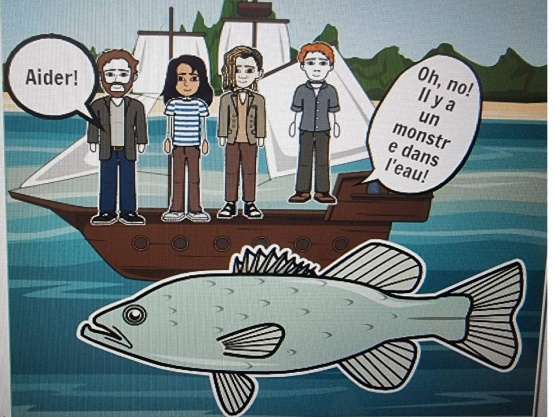 Aider!
Oh, no!
Il y a
un
monstr
e dans
l'eau!